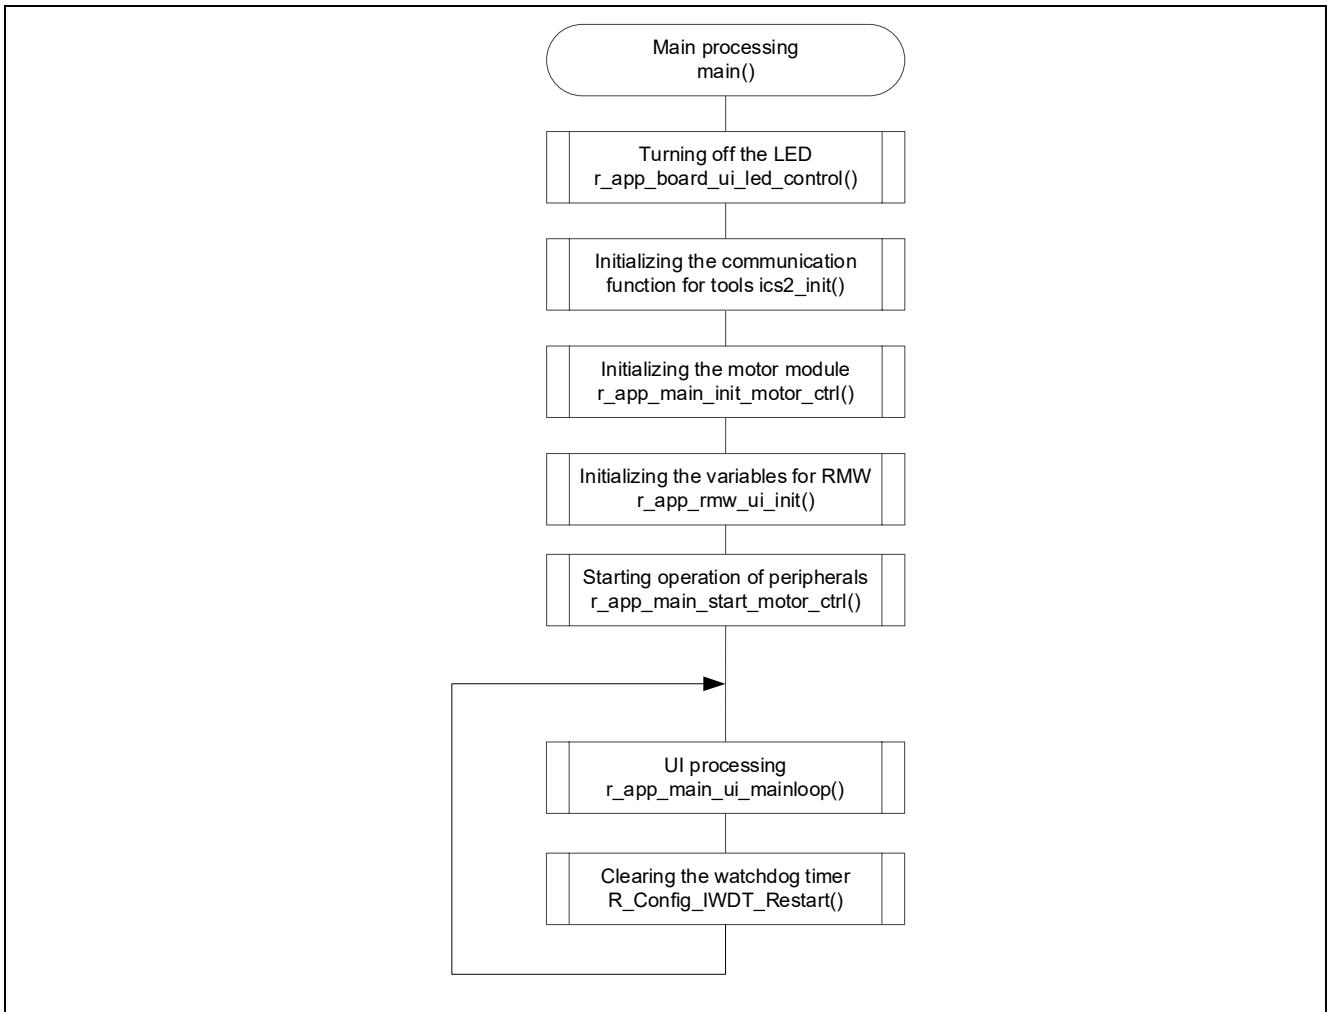 Main processing
main()
Turning off the LED
r_app_board_ui_led_control()
Initializing the communication
function for tools ics2_init()
Initializing the motor module
r_app_main_init_motor_ctrl()
Initializing the variables for RMW
r_app_rmw_ui_init()
Starting operation of peripherals
r_app_main_start_motor_ctrl()
UI processing
r_app_main_ui_mainloop()
Clearing the watchdog timer
R_Config_IWDT_Restart()